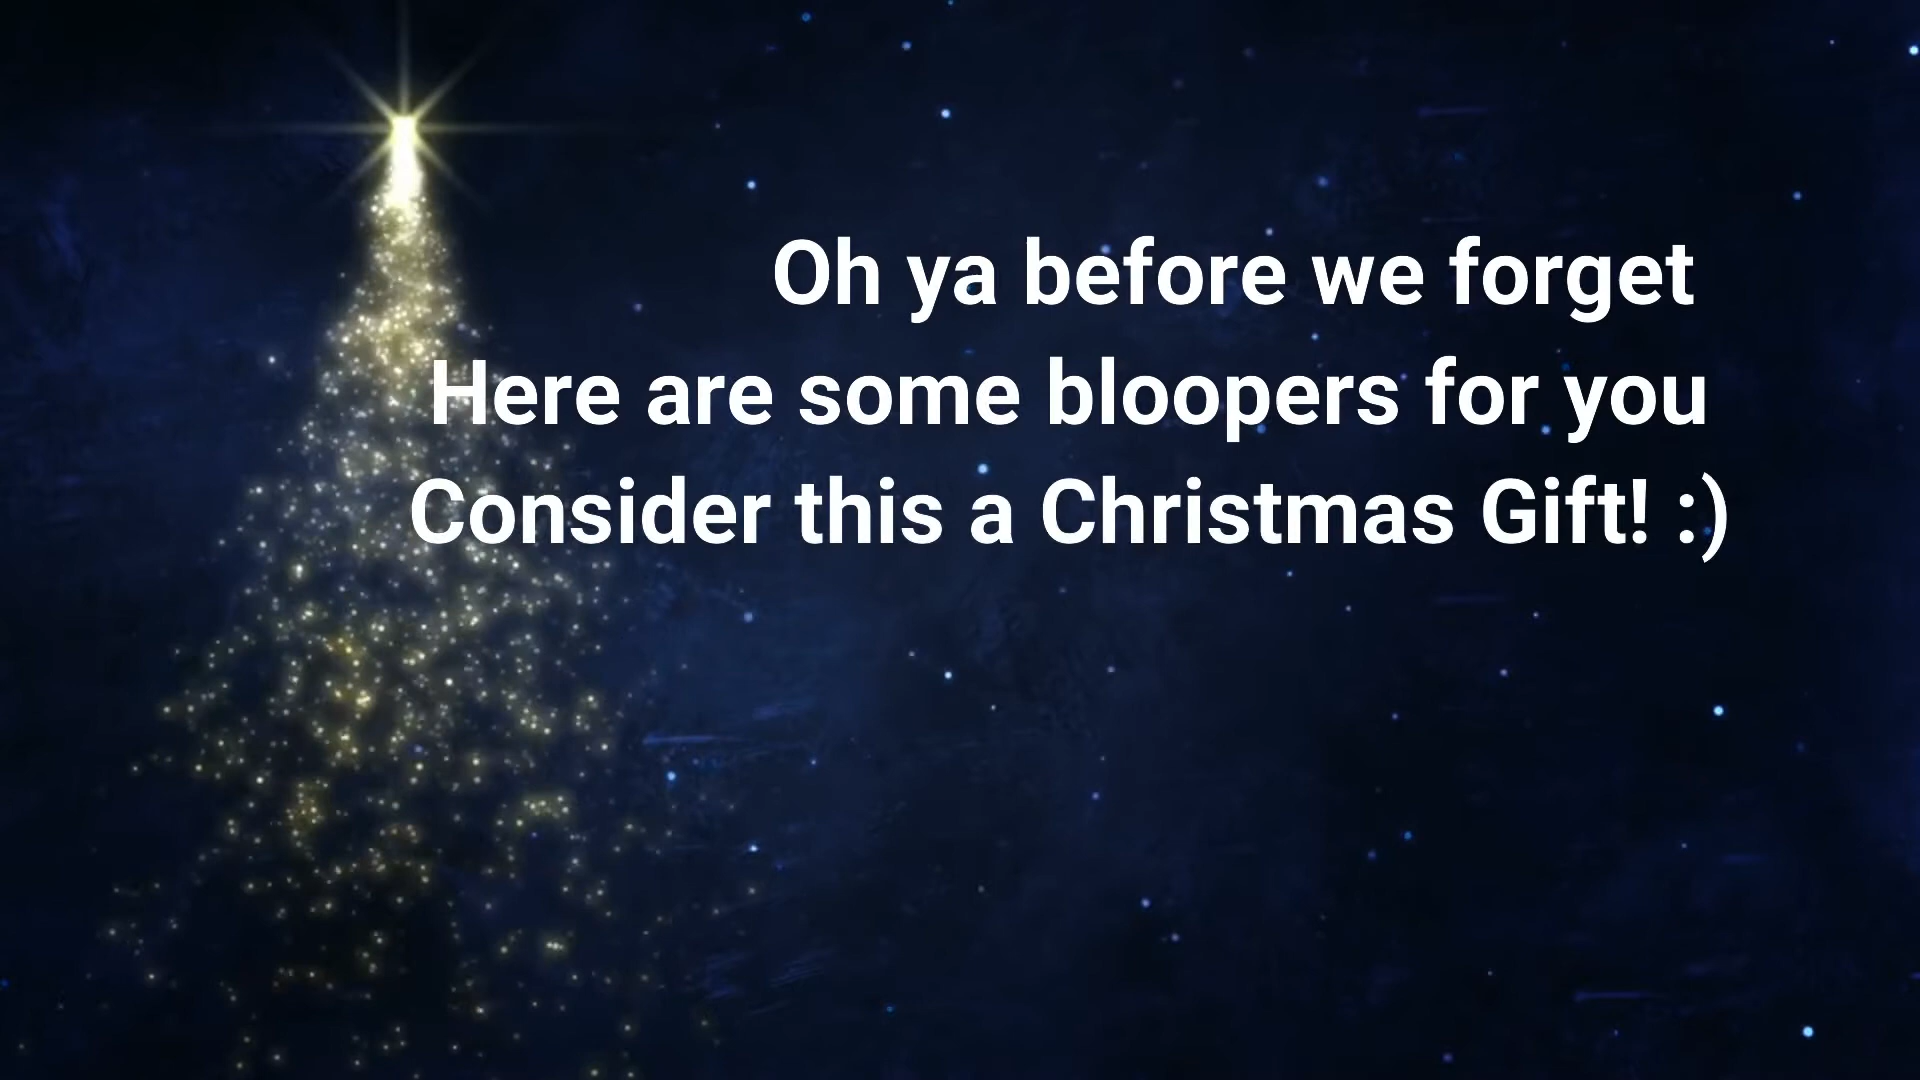 Oh ya before we forget
Here are some bloopers for you
Consider this a Christmas Gift! :)